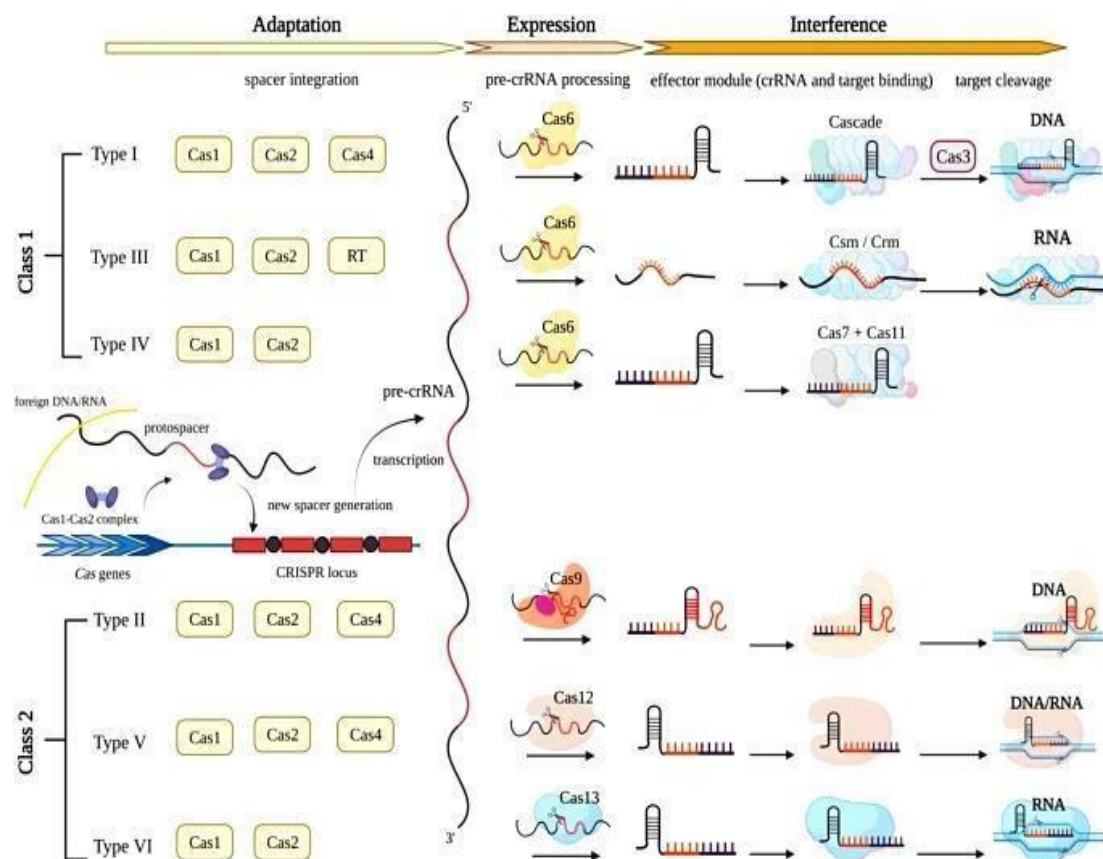 Adaptation
Expression
Interference
spacer integration
pre-crRNA processing
effector module (crRNA and target binding)
target cleavage
5'
Class 1
Type I
Cas1
Cas2
Cas4
Cas6
Cascade
Cas3
DNA
Type III
Cas1
Cas2
RT
Cas6
Csm / Crm
RNA
Type IV
Cas1
Cas2
Cas6
Cas7 + Cas11
foreign DNA/RNA
protospacer
pre-crRNA
transcription
new spacer generation
Cas1-Cas2 complex
Cas genes
CRISPR locus
Class 2
Type II
Cas1
Cas2
Cas4
Cas9
DNA
Type V
Cas1
Cas2
Cas4
Cas12
DNA/RNA
Type VI
Cas1
Cas2
3'
Cas13
RNA